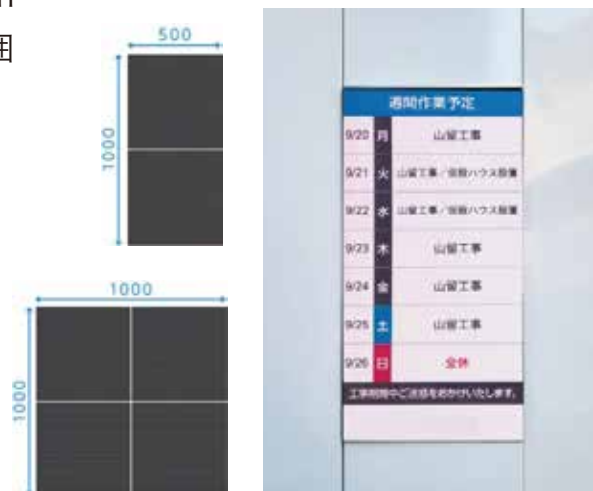 囲
500
1000
1000
1000
週間作業予定
9/20 月 山留工事
9/21 火 山留工事／仮設ハウス設置
9/22 水 山留工事／仮設ハウス設置
9/23 木 山留工事
9/24 金 山留工事
9/25 土 山留工事
9/26 日 全休
工事期間中ご迷惑をおかけいたします。